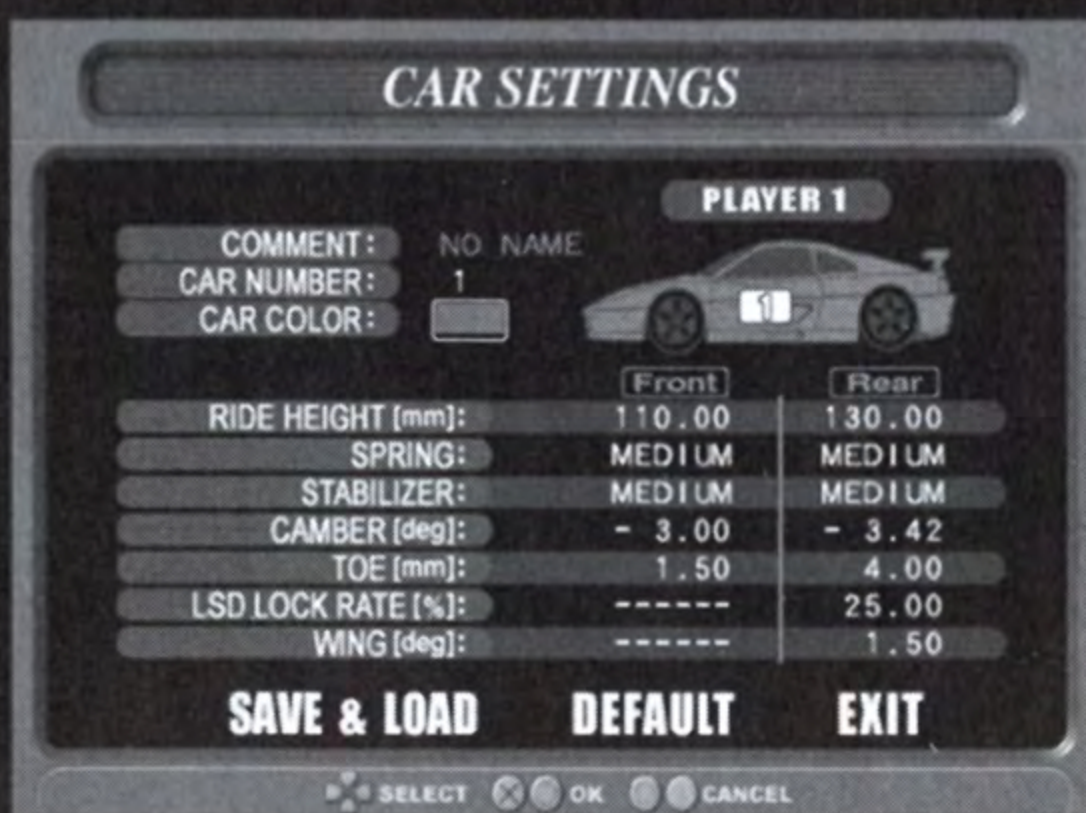 CAR SETTINGS
PLAYER 1
COMMENT: NO NAME
CAR NUMBER: 1
CAR COLOR:
1
Front Rear
RIDE HEIGHT [mm]: 110.00 130.00
SPRING: MEDIUM MEDIUM
STABILIZER: MEDIUM MEDIUM
CAMBER [deg]: - 3.00 - 3.42
TOE [mm]: 1.50 4.00
LSD LOCK RATE [%]: ------ 25.00
WING [deg]: ------ 1.50
SAVE & LOAD DEFAULT EXIT
SELECT OK CANCEL